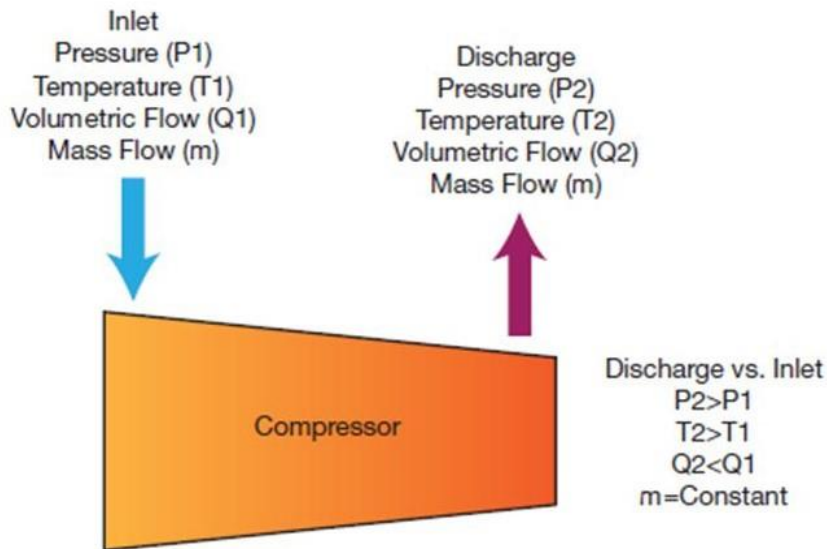 Inlet
Pressure (P1)
Temperature (T1)
Volumetric Flow (Q1)
Mass Flow (m)
Discharge
Pressure (P2)
Temperature (T2)
Volumetric Flow (Q2)
Mass Flow (m)
Compressor
Discharge vs. Inlet
P2>P1
T2>T1
Q2<Q1
m=Constant